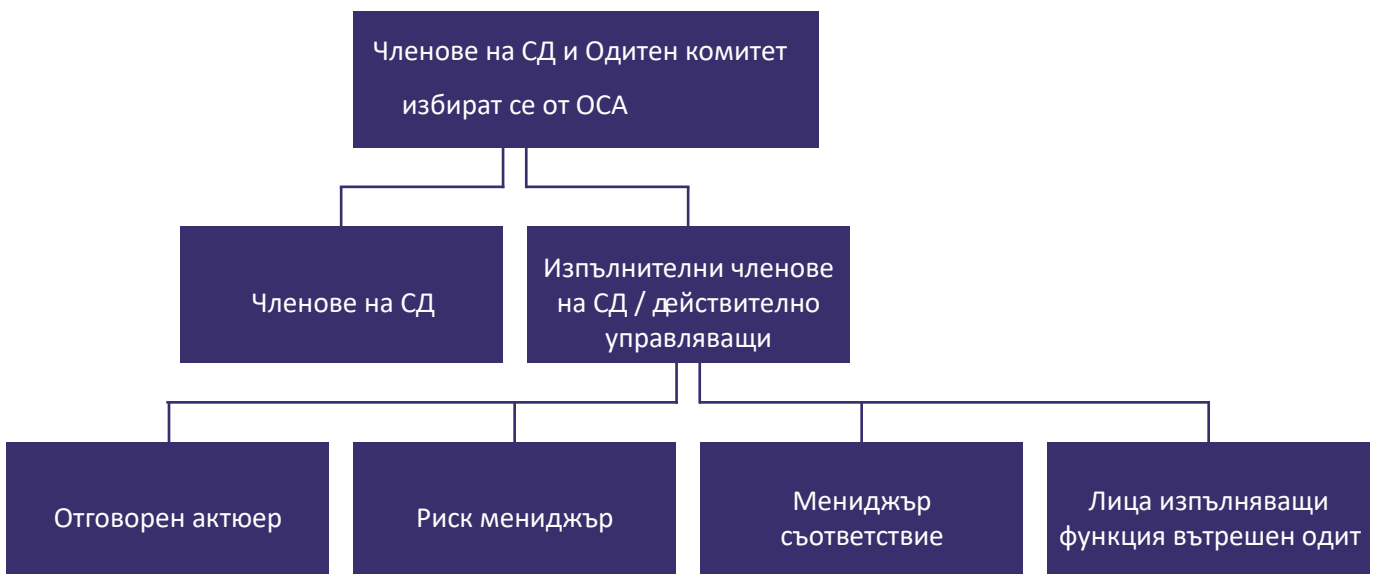 Членове на СД и Одитен комитет
избират се от ОСА
Членове на СД
Изпълнителни членове
на СД / действително
управляващи
Отговорен актюер
Риск мениджър
Мениджър
съответствие
Лица изпълняващи
функция вътрешен одит